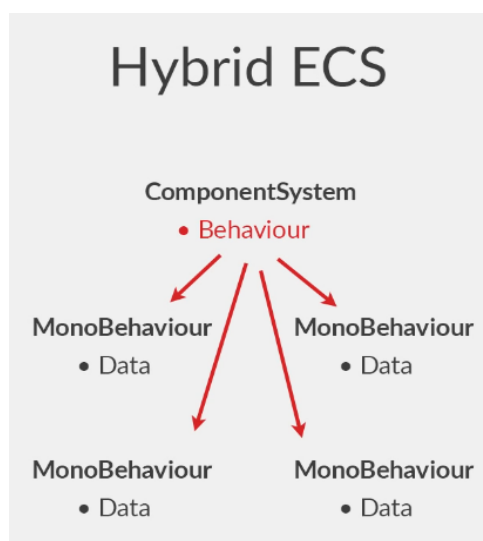 Hybrid ECS
ComponentSystem
• Behaviour
MonoBehaviour MonoBehaviour
• Data • Data
MonoBehaviour MonoBehaviour
• Data • Data